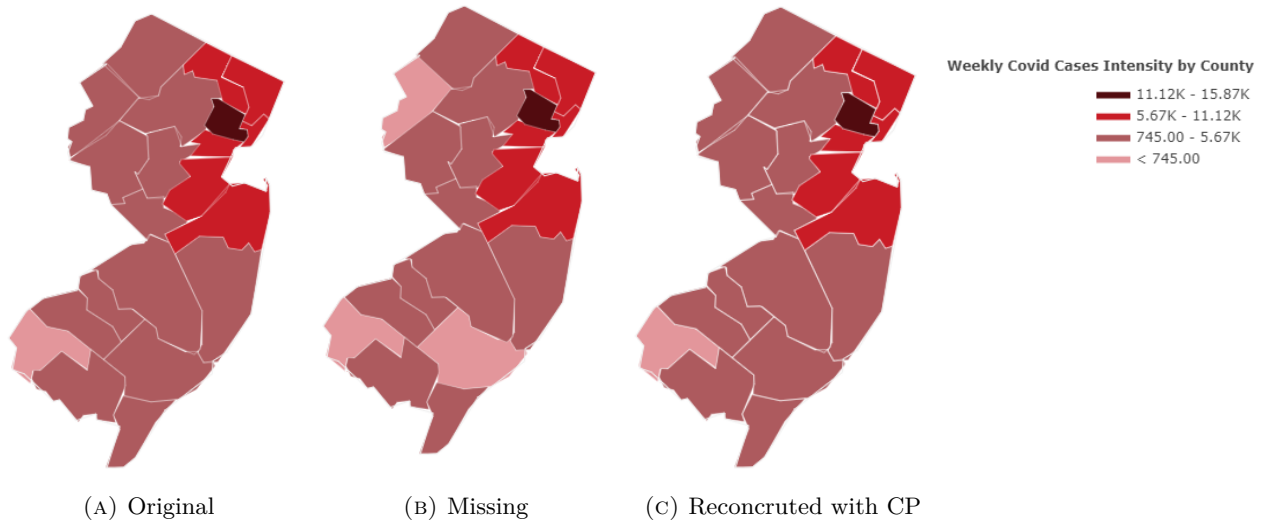 Weekly Covid Cases Intensity by County
11.12K - 15.87K
5.67K - 11.12K
745.00 - 5.67K
< 745.00
(A) Original
(B) Missing
(C) Reconcruted with CP